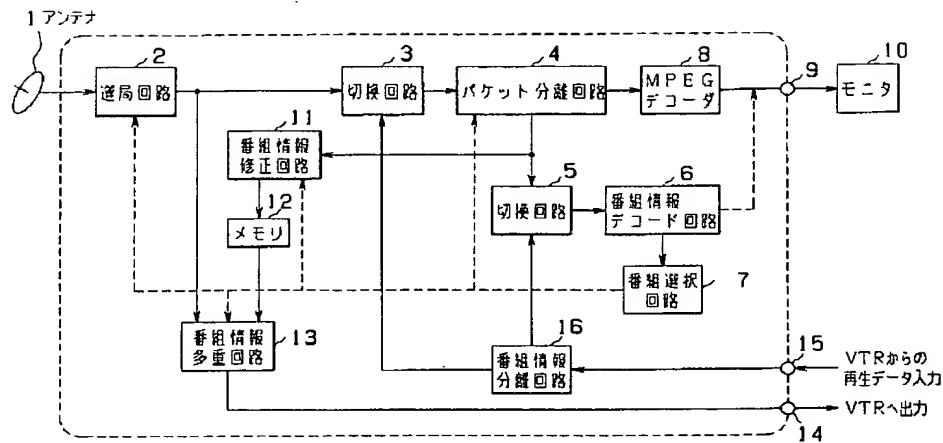 1 アンテナ
2
選局回路
3
切換回路
4
パケット分離回路
8
MPEG
デコーダ
9
10
モニタ
11
番組情報
修正回路
12
メモリ
5
切換回路
6
番組情報
デコード回路
番組選択
回路
7
番組情報
多重回路
13
16
番組情報
分離回路
15
VTRからの
再生データ入力
VTRへ出力
14